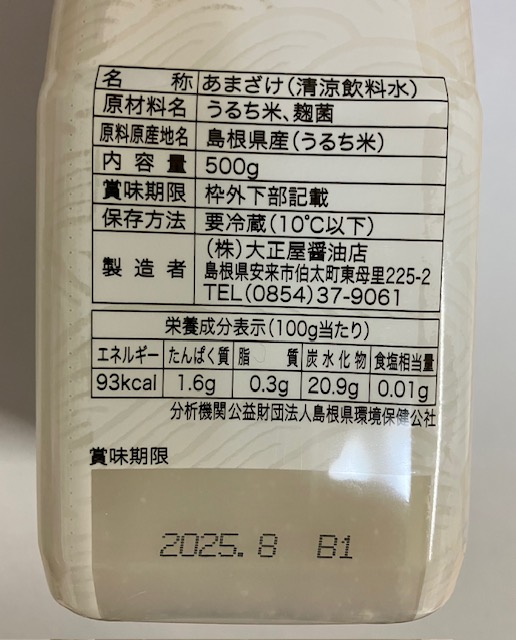 名称 あまざけ(清涼飲料水)
原材料名 うるち米、麹菌
原料原産地名 島根県産(うるち米)
内容量 500g
賞味期限 枠外下部記載
保存方法 要冷蔵(10℃以下)
製造者 (株)大正屋醤油店
島根県安来市伯太町東母里225-2
TEL(0854)37-9061
栄養成分表示(100g当たり)
エネルギー たんぱく質 脂質 炭水化物 食塩相当量
93kcal 1.6g 0.3g 20.9g 0.01g
分析機関公益財団法人島根県環境保健公社
賞味期限
2025.8 B1